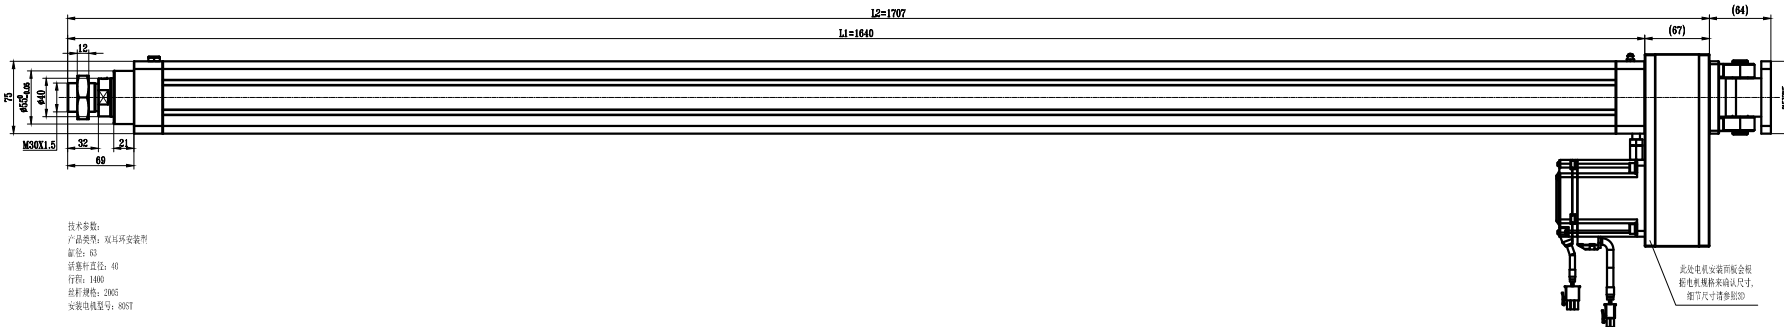 L2=1707
(64)
L1=1640
(67)
12
75
ø55 0 -0.05
ø40
M30X1.5
32
21
69
技术参数:
产品类型: 双耳环安装型
缸径: 63
活塞杆直径: 40
行程: 1400
丝杆规格: 2005
安装电机型号: 80ST
此处电机安装面板会根
据电机规格来确认尺寸,
细节尺寸请参照3D